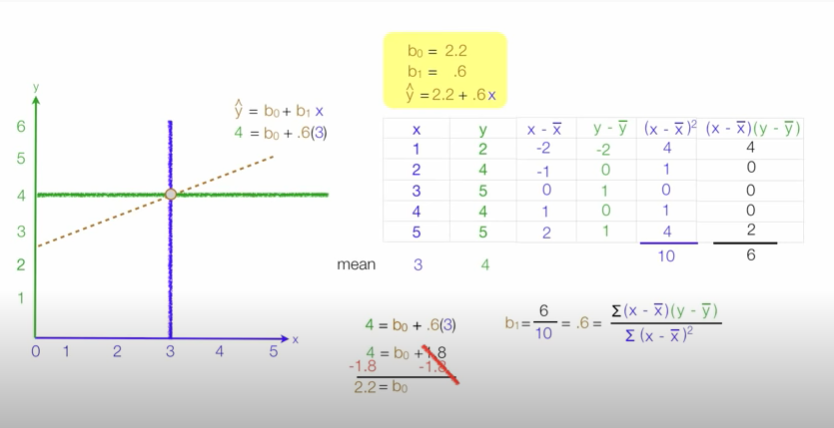 b₀ = 2.2
b₁ = .6
ŷ = 2.2 + .6x
y
6
5
4
3
2
1
0 1 2 3 4 5 x
ŷ = b₀ + b₁ x
4 = b₀ + .6(3)
x y x - x̅ y - y̅ (x - x̅)² (x - x̅)(y - y̅)
1 2 -2 -2 4 4
2 4 -1 0 1 0
3 5 0 1 0 0
4 4 1 0 1 0
5 5 2 1 4 2
10 6
mean 3 4
4 = b₀ + .6(3)
4 = b₀ + 1.8
-1.8 -1.8
2.2 = b₀
b₁ = 6/10 = .6 = Σ(x - x̅)(y - y̅) / Σ(x - x̅)²